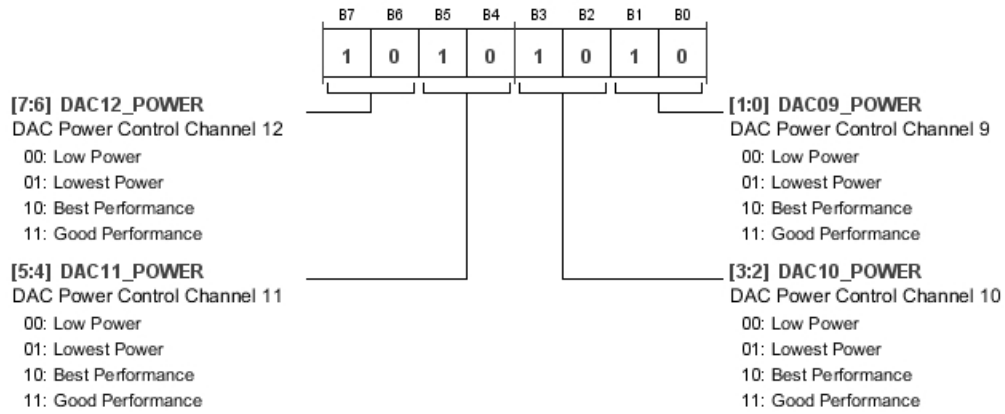 B7 B6 B5 B4 B3 B2 B1 B0
1 0 1 0 1 0 1 0
[7:6] DAC12_POWER
DAC Power Control Channel 12
00: Low Power
01: Lowest Power
10: Best Performance
11: Good Performance
[5:4] DAC11_POWER
DAC Power Control Channel 11
00: Low Power
01: Lowest Power
10: Best Performance
11: Good Performance
[1:0] DAC09_POWER
DAC Power Control Channel 9
00: Low Power
01: Lowest Power
10: Best Performance
11: Good Performance
[3:2] DAC10_POWER
DAC Power Control Channel 10
00: Low Power
01: Lowest Power
10: Best Performance
11: Good Performance